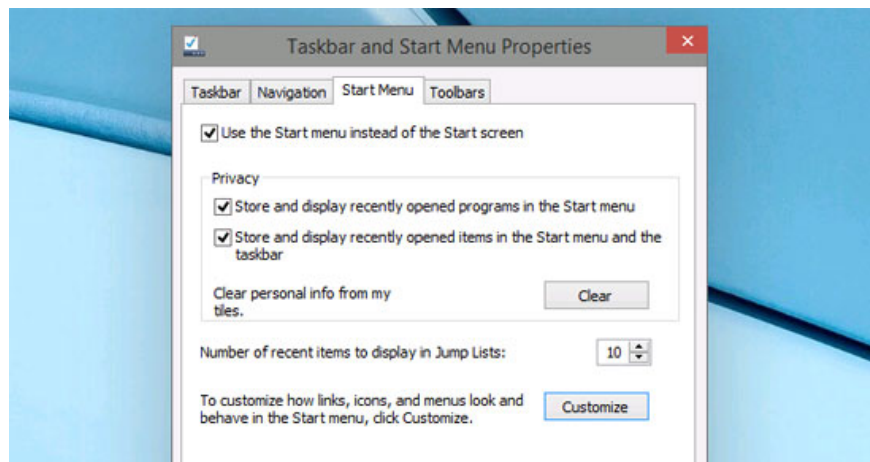 Taskbar and Start Menu Properties
Taskbar Navigation Start Menu Toolbars
Use the Start menu instead of the Start screen
Privacy
Store and display recently opened programs in the Start menu
Store and display recently opened items in the Start menu and the
taskbar
Clear personal info from my
tiles.
Clear
Number of recent items to display in Jump Lists:
10
To customize how links, icons, and menus look and
behave in the Start menu, click Customize.
Customize